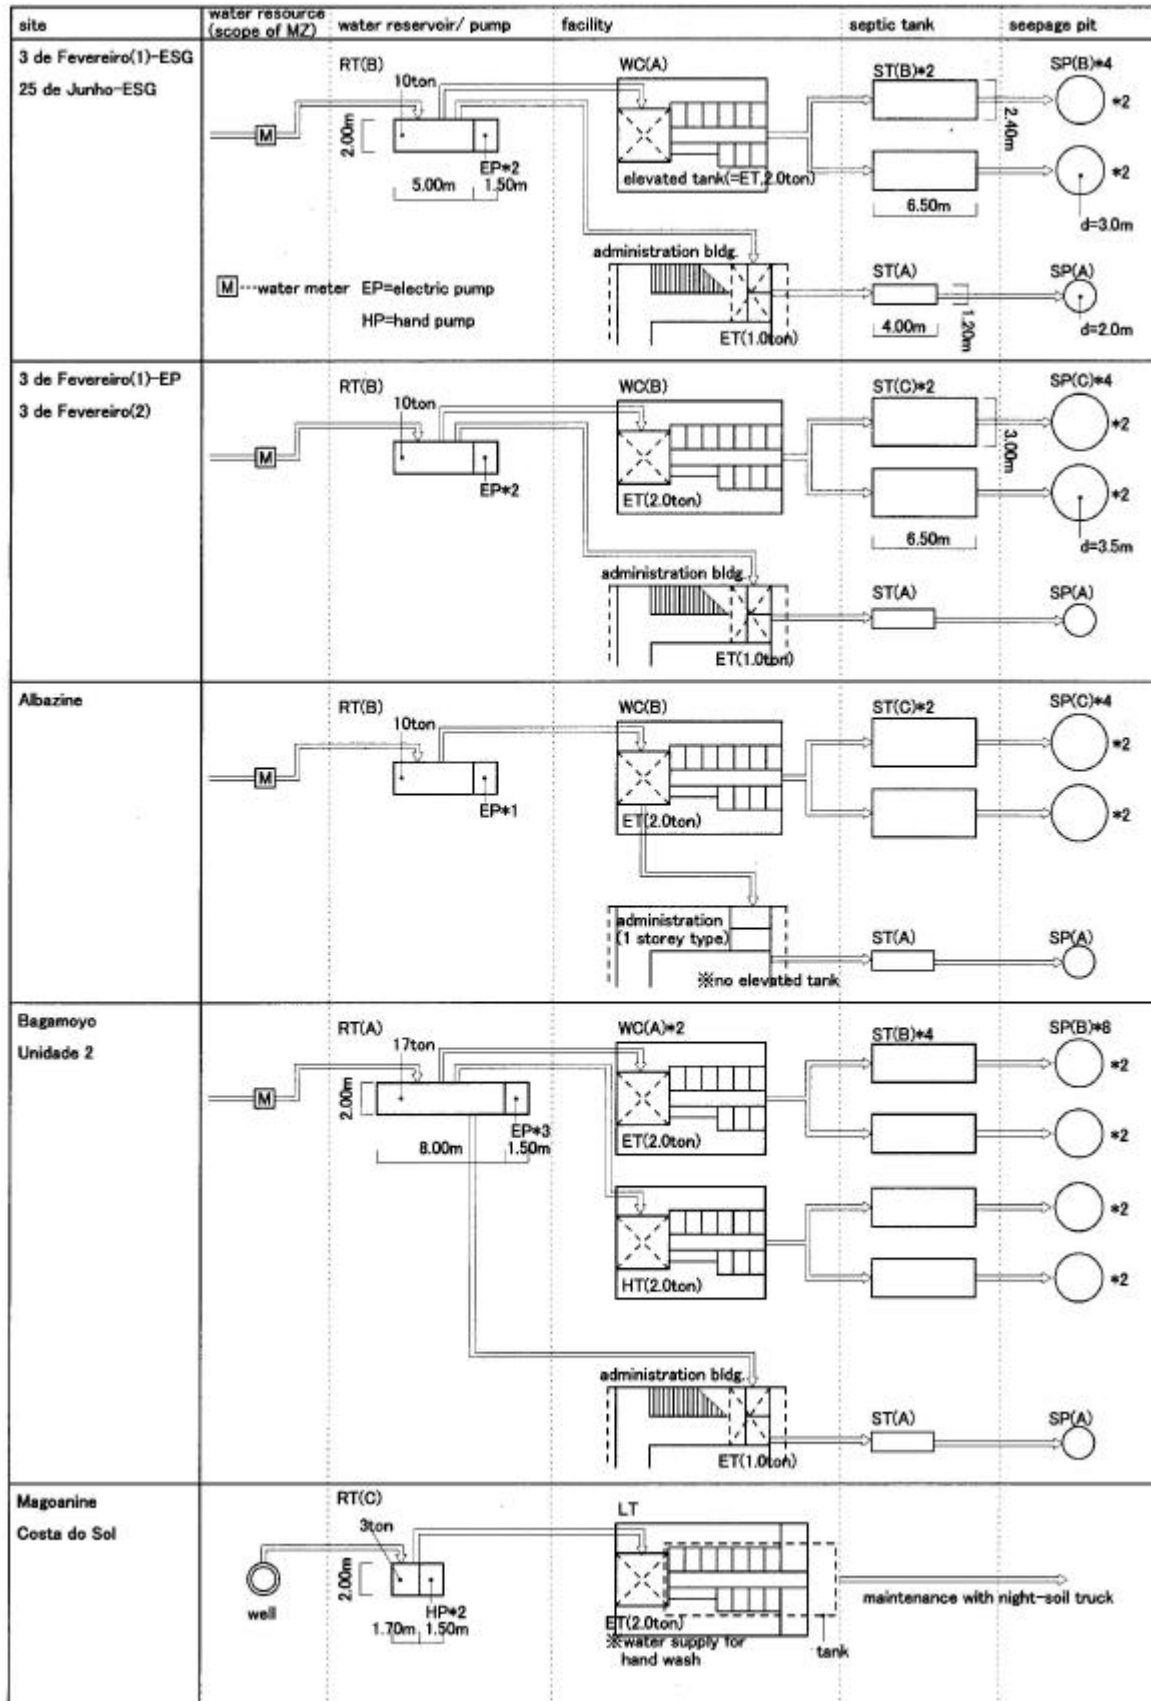 site
water resource
(scope of MZ)
water reservoir/ pump
facility
septic tank
seepage pit
3 de Fevereiro(1)-ESG
25 de Junho-ESG
RT(B)
10ton
M
2.00m
EP*2
5.00m
1.50m
WC(A)
elevated tank(=ET,2.0ton)
ST(B)*2
2.40m
6.50m
SP(B)*4
*2
*2
d=3.0m
administration bldg.
ET(1.0ton)
ST(A)
4.00m
1.20m
SP(A)
d=2.0m
M ---water meter EP=electric pump
HP=hand pump
3 de Fevereiro(1)-EP
3 de Fevereiro(2)
RT(B)
10ton
M
EP*2
WC(B)
ET(2.0ton)
ST(C)*2
3.00m
6.50m
SP(C)*4
*2
*2
d=3.5m
administration bldg.
ET(1.0ton)
ST(A)
SP(A)
Albazine
RT(B)
10ton
M
EP*1
WC(B)
ET(2.0ton)
ST(C)*2
SP(C)*4
*2
*2
administration
(1 storey type)
※no elevated tank
ST(A)
SP(A)
Bagamoyo
Unidade 2
RT(A)
17ton
M
2.00m
EP*3
8.00m
1.50m
WC(A)*2
ET(2.0ton)
HT(2.0ton)
ST(B)*4
SP(B)*8
*2
*2
*2
*2
administration bldg.
ET(1.0ton)
ST(A)
SP(A)
Magoanine
Costa do Sol
RT(C)
3ton
well
2.00m
HP*2
1.70m
1.50m
LT
ET(2.0ton)
※water supply for
hand wash
tank
maintenance with night-soil truck